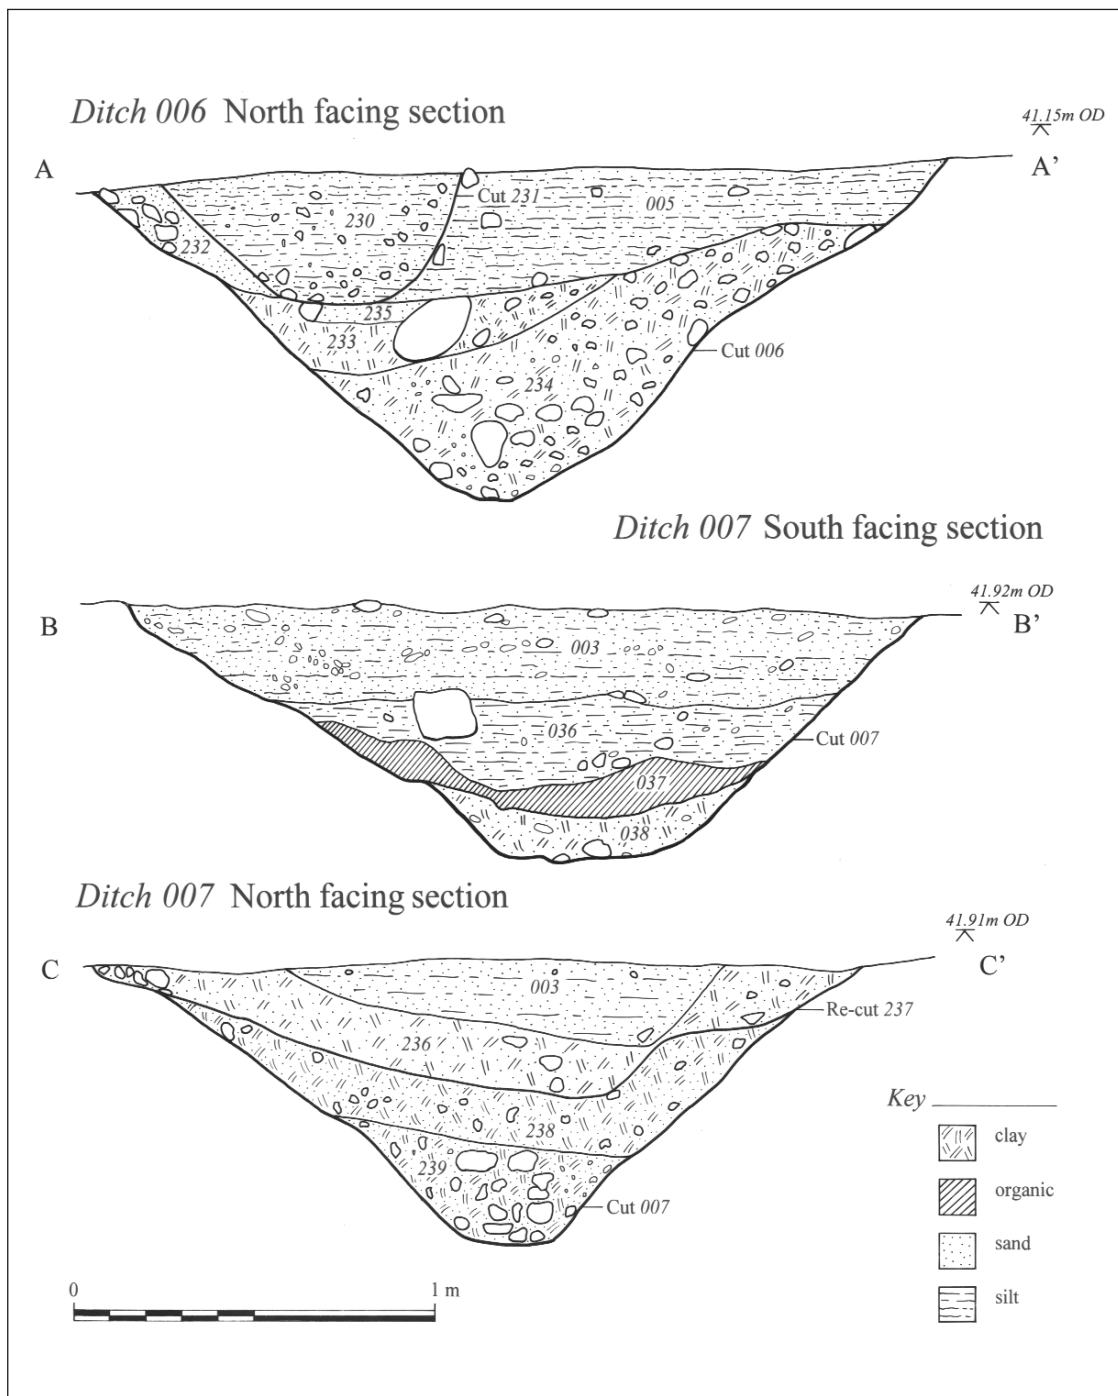 Ditch 006 North facing section
41.15m OD
A
A’
Cut 231
230
005
232
235
233
Cut 006
234
Ditch 007 South facing section
41.92m OD
B
B’
003
036
Cut 007
037
038
Ditch 007 North facing section
41.91m OD
C
C’
003
Re-cut 237
236
238
239
Cut 007
Key
clay
organic
sand
silt
0
1 m